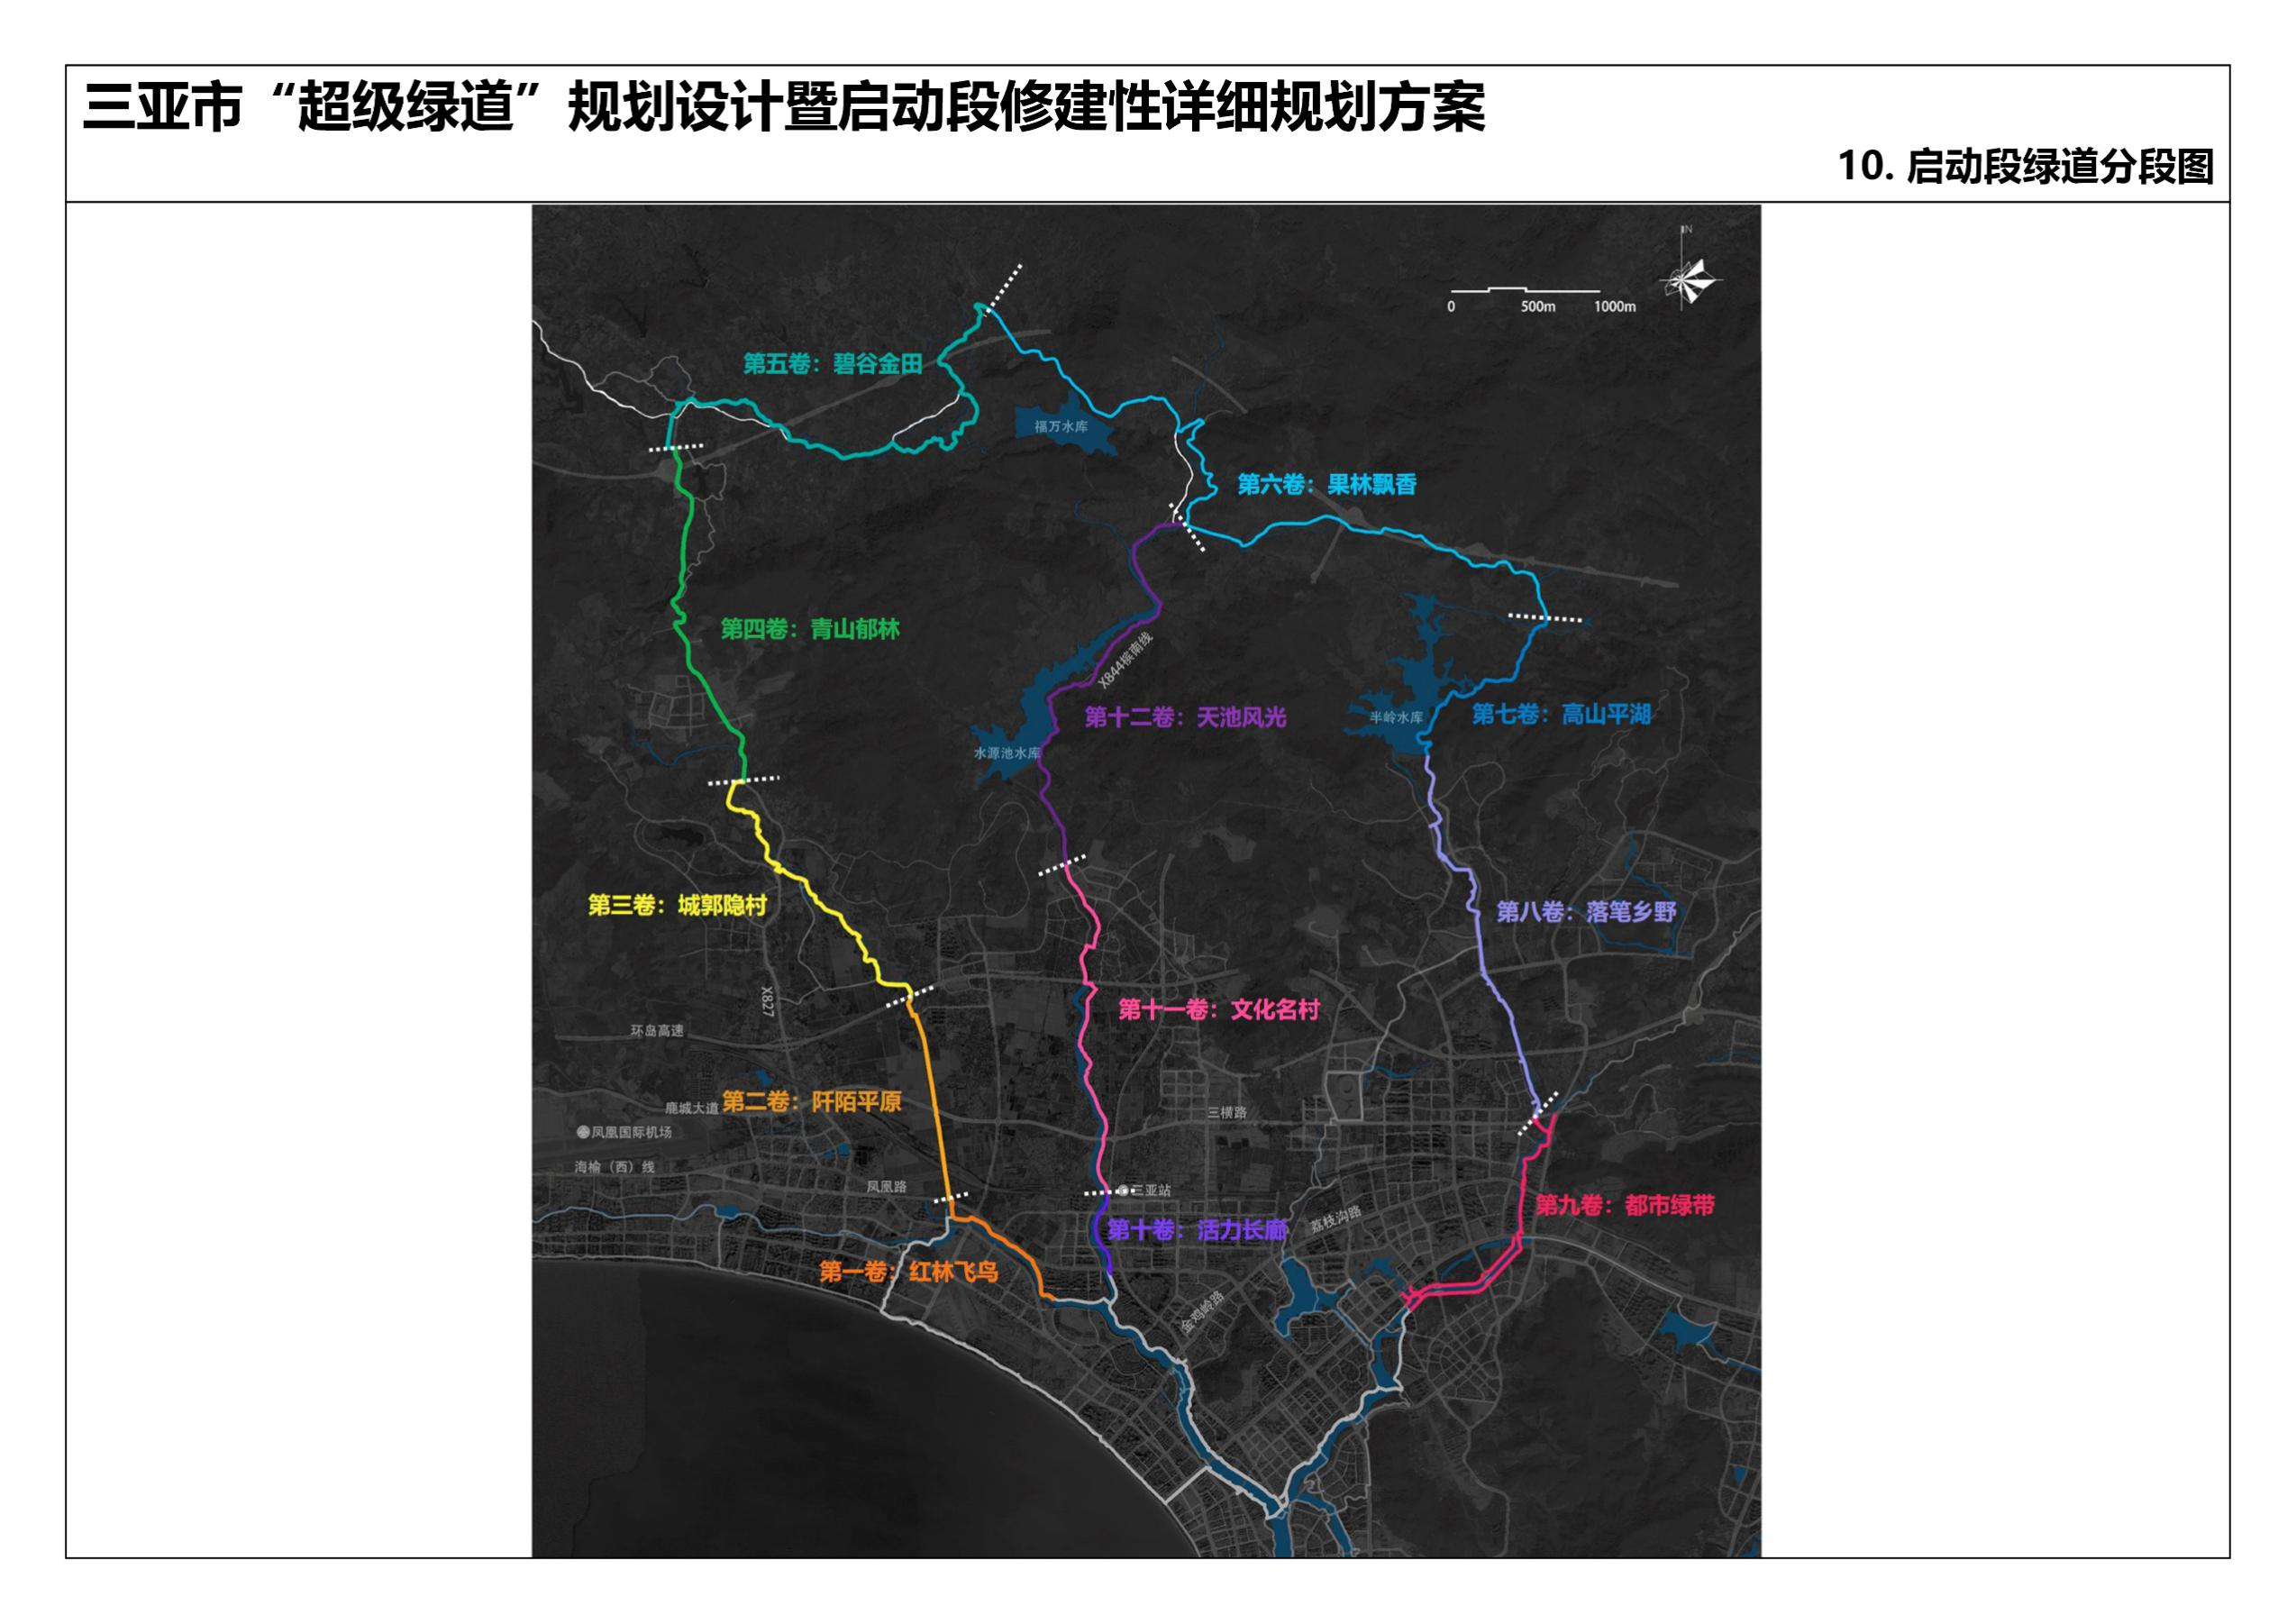 三亚市“超级绿道”规划设计暨启动段修建性详细规划方案
10. 启动段绿道分段图
N
0 500m 1000m
第五卷：碧谷金田
福万水库
第六卷：果林飘香
第四卷：青山郁林
X844槟南线
第十二卷：天池风光
半岭水库
第七卷：高山平湖
水源池水库
第三卷：城郭隐村
第八卷：落笔乡野
X827
第十一卷：文化名村
环岛高速
鹿城大道
第二卷：阡陌平原
三横路
凤凰国际机场
海榆（西）线
凤凰路
三亚站
第九卷：都市绿带
荔枝沟路
第十卷：活力长廊
第一卷：红林飞鸟
金鸡岭路